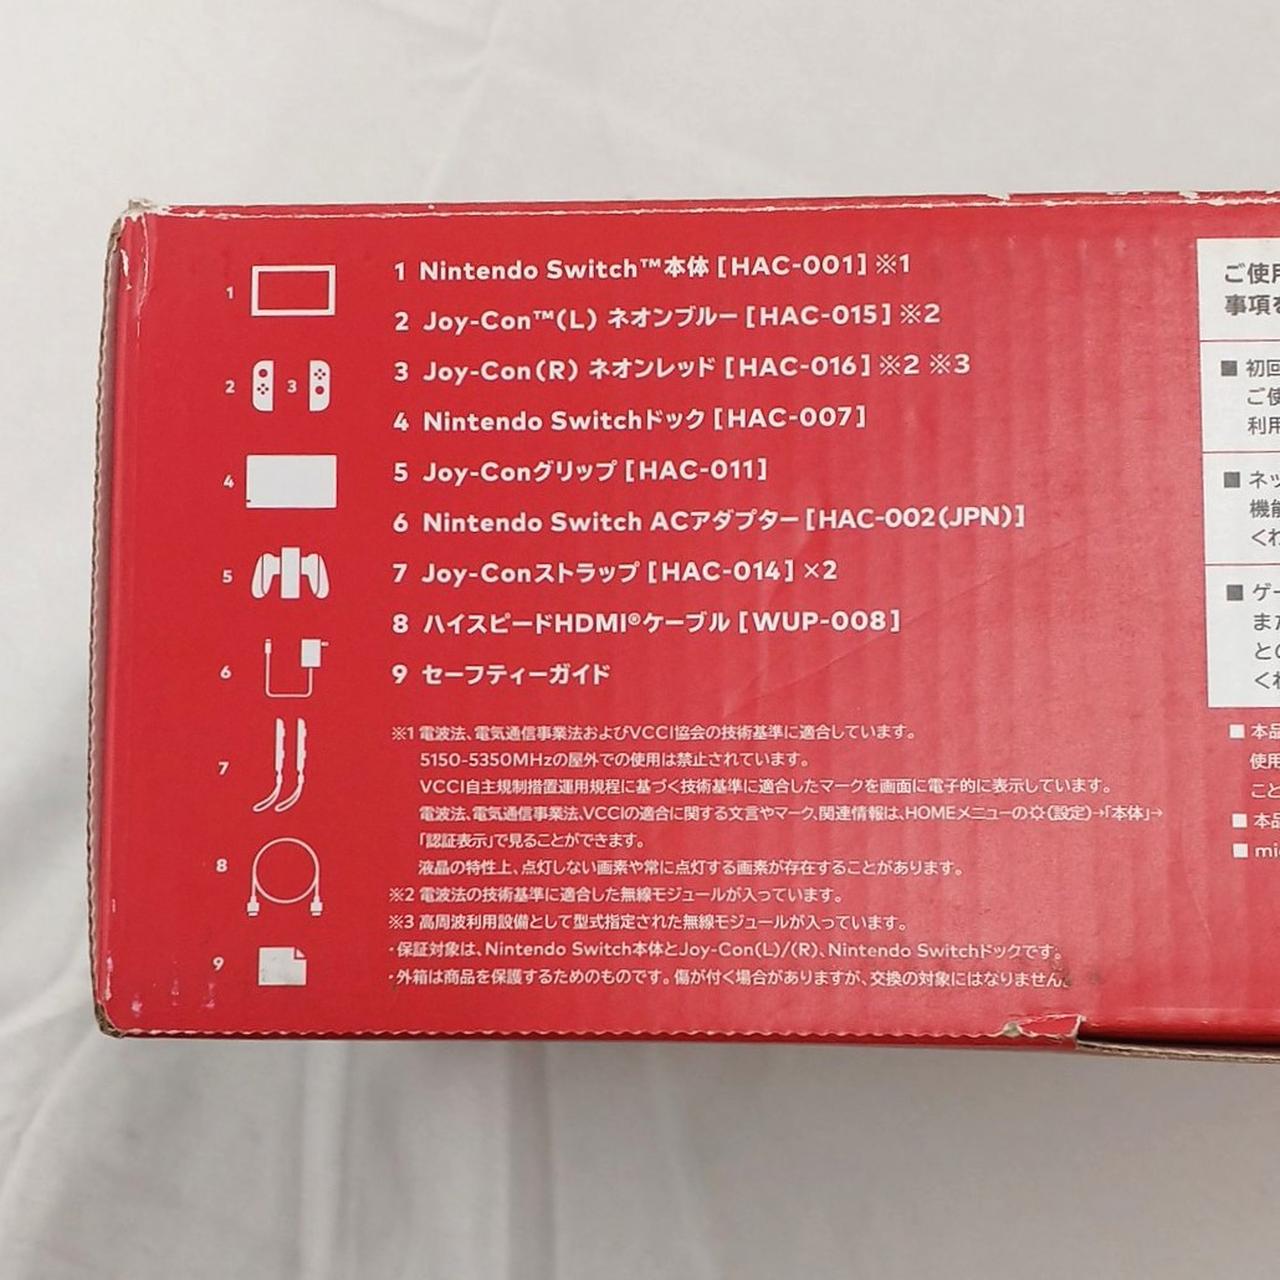 1 Nintendo Switch™本体 [HAC-001] ※1
2 Joy-Con™(L) ネオンブルー [HAC-015] ※2
3 Joy-Con(R) ネオンレッド [HAC-016] ※2 ※3
4 Nintendo Switchドック [HAC-007]
5 Joy-Conグリップ [HAC-011]
6 Nintendo Switch ACアダプター [HAC-002(JPN)]
7 Joy-Conストラップ [HAC-014] ×2
8 ハイスピードHDMI®ケーブル [WUP-008]
9 セーフティーガイド
1
2 3
4
5
6
7
8
9
※1 電波法、電気通信事業法およびVCCI協会の技術基準に適合しています。
5150-5350MHzの屋外での使用は禁止されています。
VCCI自主規制措置運用規程に基づく技術基準に適合したマークを画面に電子的に表示しています。
電波法、電気通信事業法、VCCIの適合に関する文言やマーク、関連情報は、HOMEメニューの(設定)→「本体」→
「認証表示」で見ることができます。
液晶の特性上、点灯しない画素や常に点灯する画素が存在することがあります。
※2 電波法の技術基準に適合した無線モジュールが入っています。
※3 高周波利用設備として型式指定された無線モジュールが入っています。
・保証対象は、Nintendo Switch本体とJoy-Con(L)/(R)、Nintendo Switchドックです。
・外箱は商品を保護するためのものです。傷が付く場合がありますが、交換の対象にはなりません。
ご使用
事項を
■ 初回
ご使
利用
■ ネッ
機能
くわ
■ ゲー
また
との
くわ
■ 本品
使用
こと
■ 本品
■ mi